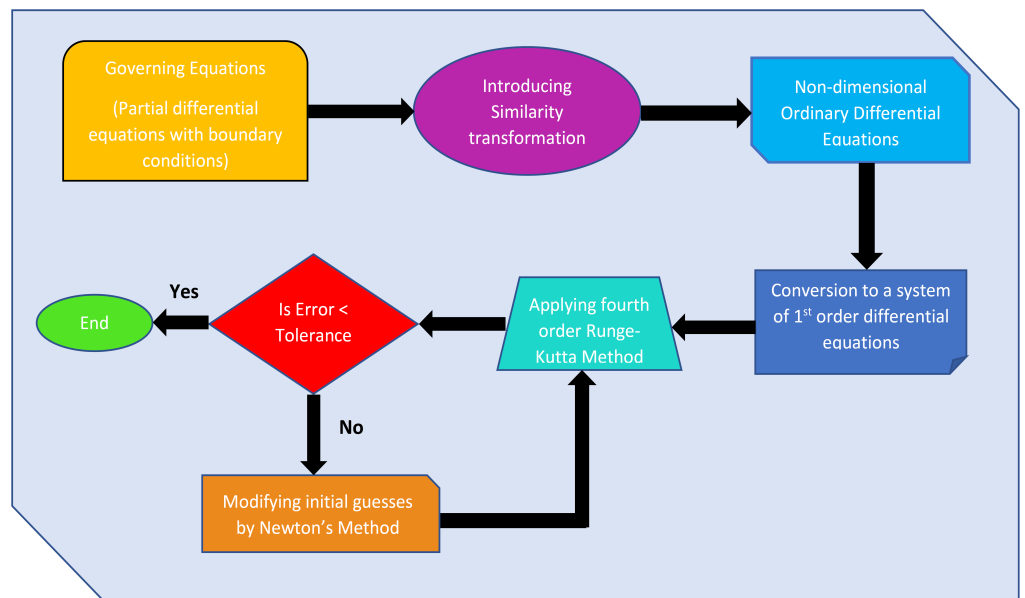 Governing Equations
(Partial differential
equations with boundary
conditions)
Introducing
Similarity
transformation
Non-dimensional
Ordinary Differential
Equations
Conversion to a system
of 1st order differential
equations
Applying fourth
order Runge-
Kutta Method
Is Error <
Tolerance
Yes
End
No
Modifying initial guesses
by Newton’s Method